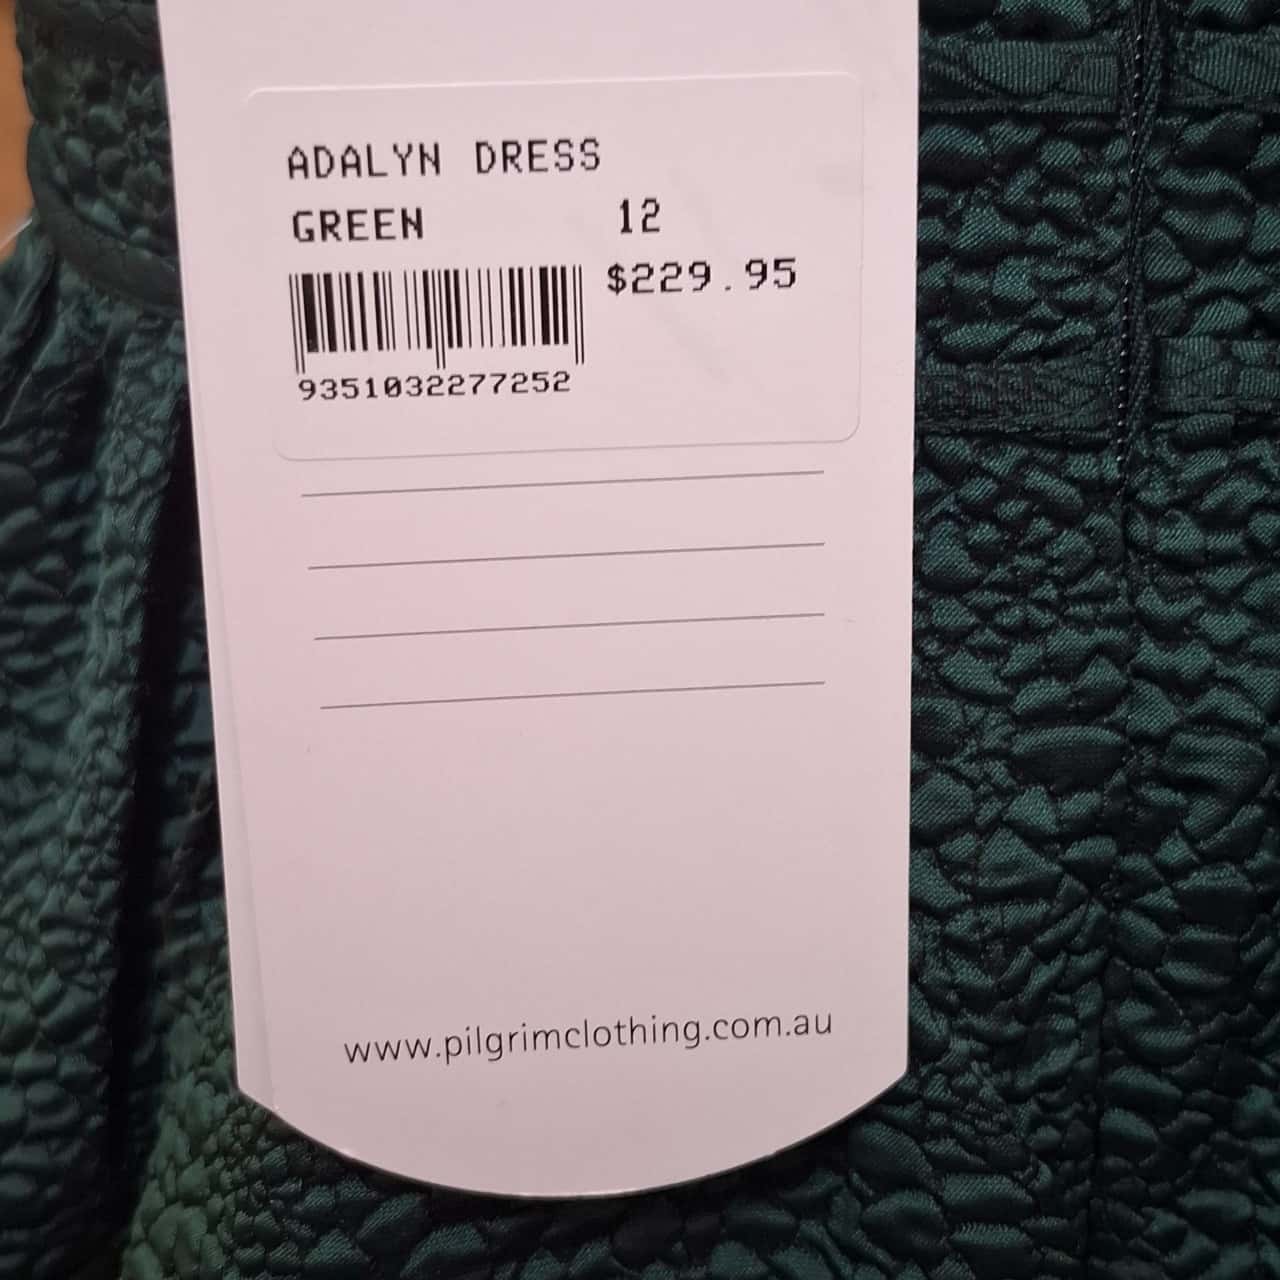 ADALYN DRESS
GREEN 12
$229.95
9351032277252
www.pilgrimclothing.com.au